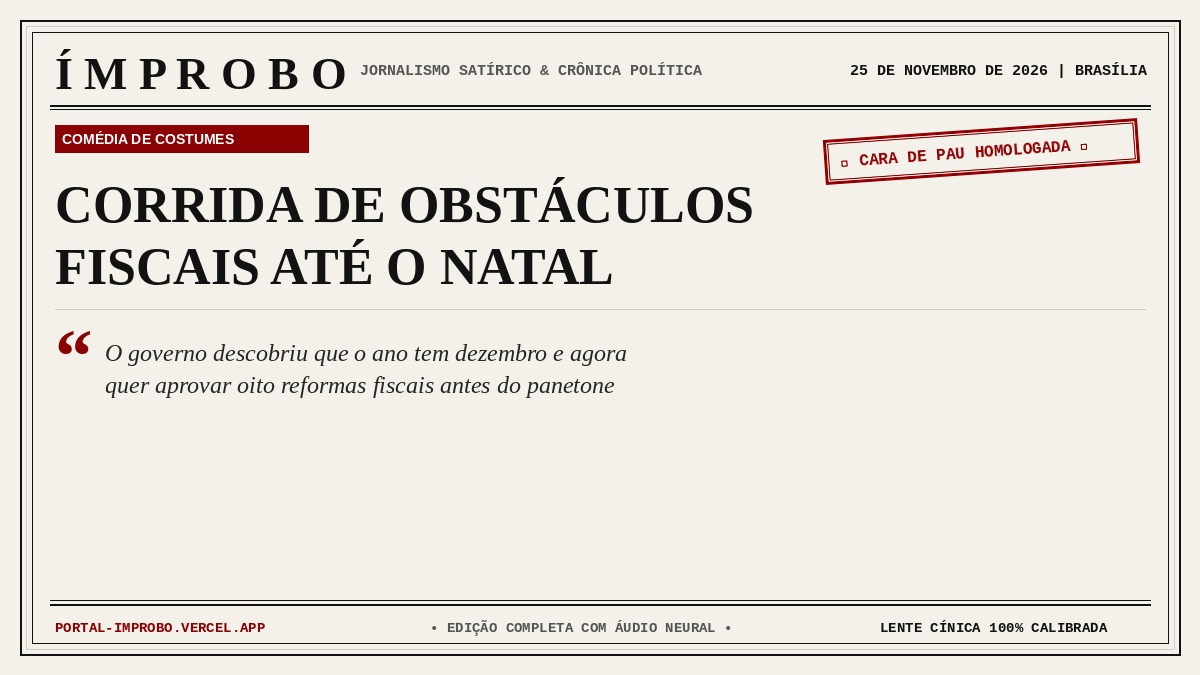 ÍMPROBO JORNALISMO SATÍRICO & CRÔNICA POLÍTICA 25 DE NOVEMBRO DE 2026 | BRASÍLIA
COMÉDIA DE COSTUMES
CARA DE PAU HOMOLOGADA
CORRIDA DE OBSTÁCULOS
FISCAIS ATÉ O NATAL
“ O governo descobriu que o ano tem dezembro e agora
quer aprovar oito reformas fiscais antes do panetone
PORTAL-IMPROBO.VERCEL.APP • EDIÇÃO COMPLETA COM ÁUDIO NEURAL • LENTE CÍNICA 100% CALIBRADA